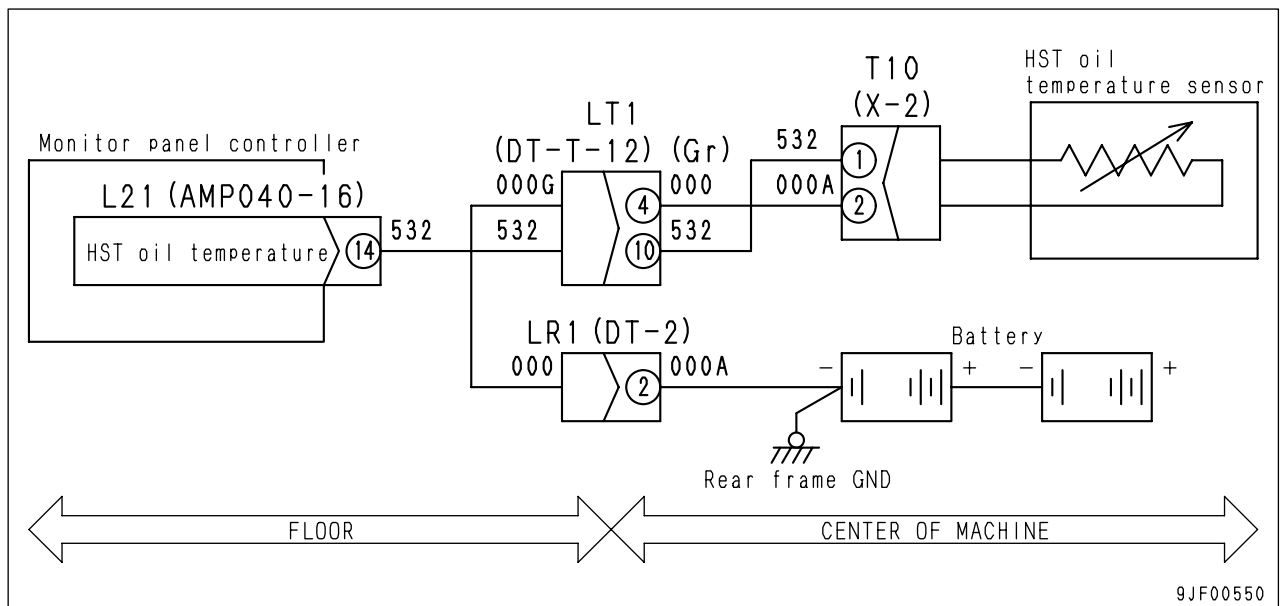 HST oil
temperature sensor
T10
(X-2)
LT1
(DT-T-12) (Gr)
Monitor panel controller
L21 (AMP040-16)
HST oil temperature
14
532
000G
532
4
000
10
532
532
000A
1
2
LR1 (DT-2)
000
2
000A
Battery
- + - +
Rear frame GND
FLOOR
CENTER OF MACHINE
9JF00550